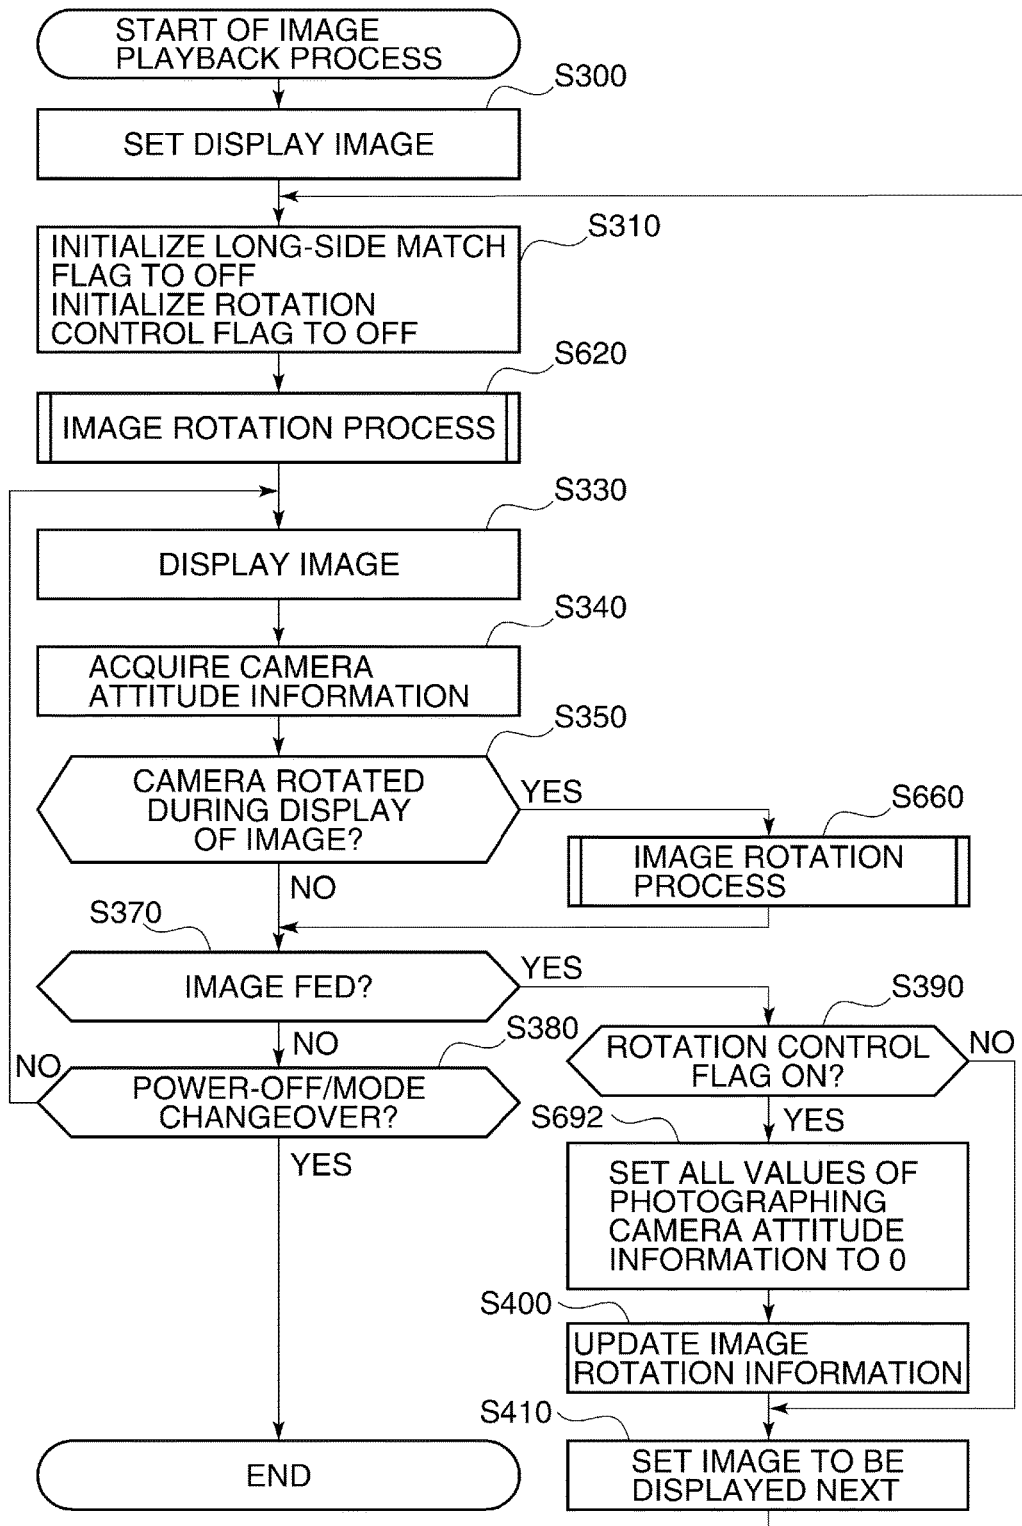 START OF IMAGE
PLAYBACK PROCESS
S300
SET DISPLAY IMAGE
S310
INITIALIZE LONG-SIDE MATCH
FLAG TO OFF
INITIALIZE ROTATION
CONTROL FLAG TO OFF
S620
IMAGE ROTATION PROCESS
S330
DISPLAY IMAGE
S340
ACQUIRE CAMERA
ATTITUDE INFORMATION
S350
CAMERA ROTATED
DURING DISPLAY
OF IMAGE?
YES
S660
IMAGE ROTATION
PROCESS
NO
S370
IMAGE FED?
YES
S390
ROTATION CONTROL
FLAG ON?
NO
NO
S380
NO
POWER-OFF/MODE
CHANGEOVER?
YES
YES
S692
SET ALL VALUES OF
PHOTOGRAPHING
CAMERA ATTITUDE
INFORMATION TO 0
S400
UPDATE IMAGE
ROTATION INFORMATION
S410
SET IMAGE TO BE
DISPLAYED NEXT
END